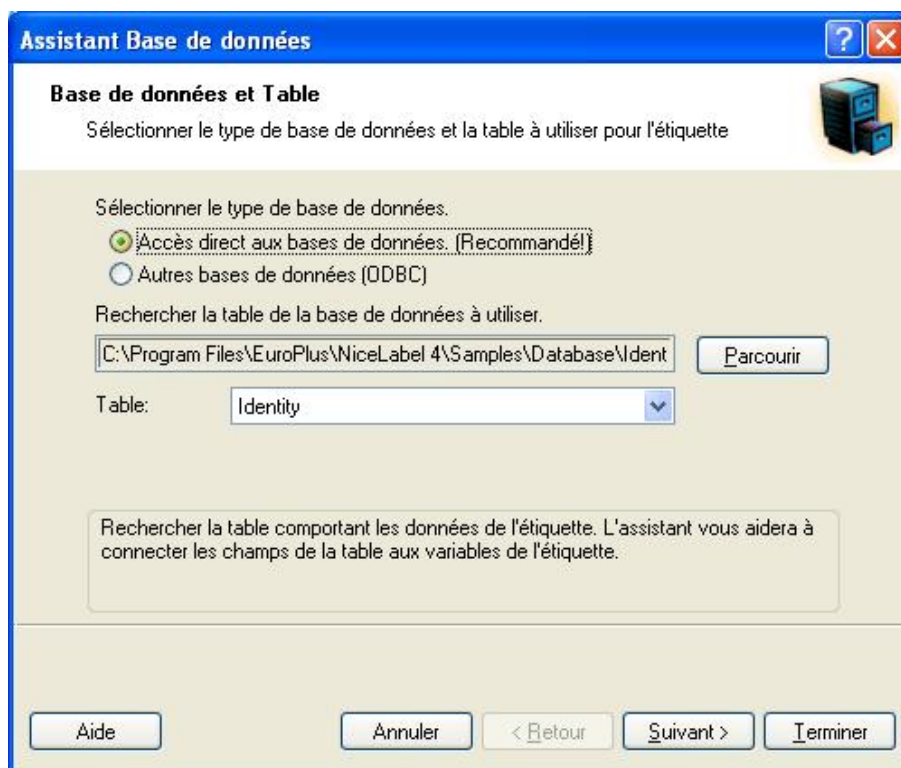 Assistant Base de données
?
Base de données et Table
Sélectionner le type de base de données et la table à utiliser pour l'étiquette
Sélectionner le type de base de données.
Accès direct aux bases de données. (Recommandé!)
Autres bases de données (ODBC)
Rechercher la table de la base de données à utiliser.
C:\Program Files\EuroPlus\NiceLabel 4\Samples\Database\Ident
Parcourir
Table:
Identity
Rechercher la table comportant les données de l'étiquette. L'assistant vous aidera à
connecter les champs de la table aux variables de l'étiquette.
Aide
Annuler
< Retour
Suivant >
Terminer